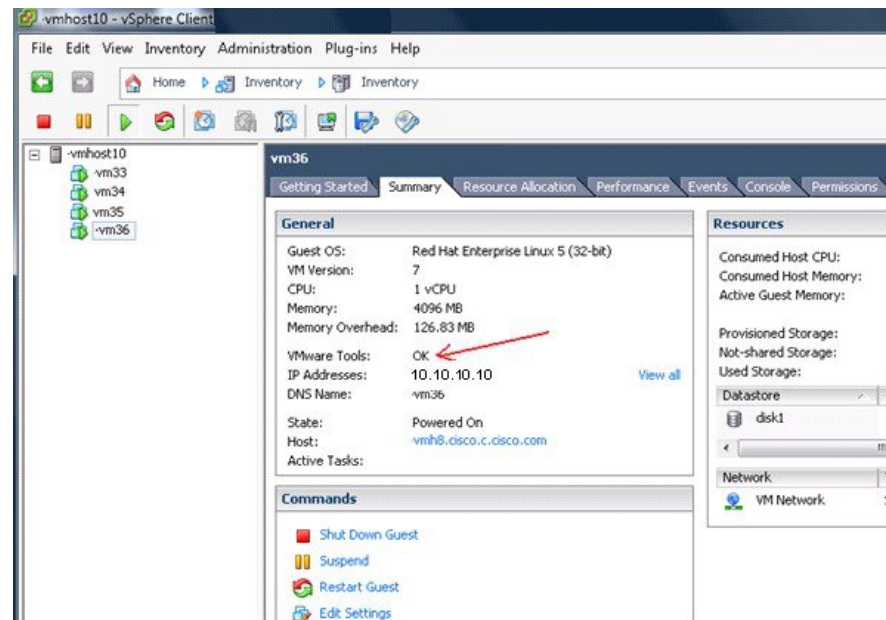 vmhost10 - vSphere Client
File Edit View Inventory Administration Plug-ins Help
Home Inventory Inventory
-vmhost10
vm33
vm34
vm35
-vm36
vm36
Getting Started Summary Resource Allocation Performance Events Console Permissions
General
Guest OS: Red Hat Enterprise Linux 5 (32-bit)
VM Version: 7
CPU: 1 vCPU
Memory: 4096 MB
Memory Overhead: 126.83 MB
VMware Tools: OK
IP Addresses: 10.10.10.10 View all
DNS Name: vm36
State: Powered On
Host: vmh8.cisco.c.cisco.com
Active Tasks:
Commands
Shut Down Guest
Suspend
Restart Guest
Edit Settings
Resources
Consumed Host CPU:
Consumed Host Memory:
Active Guest Memory:
Provisioned Storage:
Not-shared Storage:
Used Storage:
Datastore
disk1
Network
VM Network